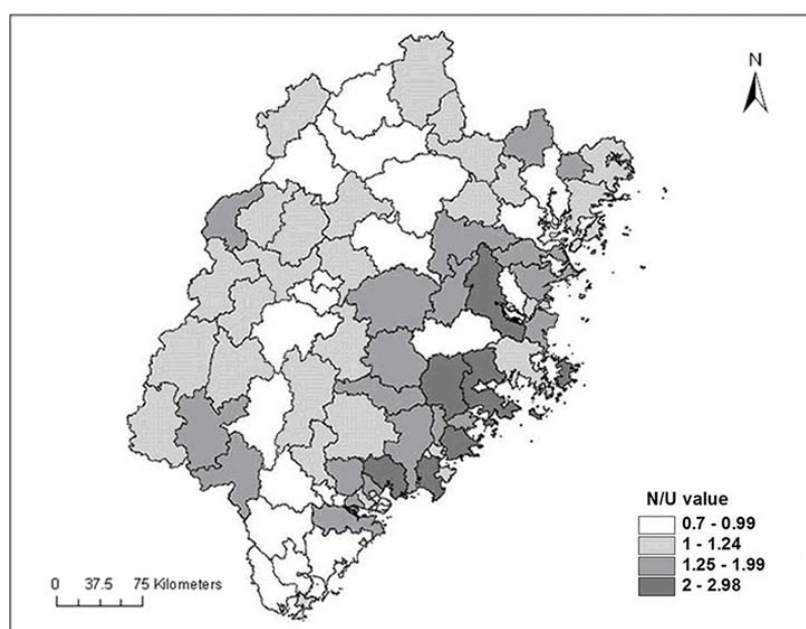 N
N/U value
0.7 - 0.99
1 - 1.24
1.25 - 1.99
2 - 2.98
0 37.5 75 Kilometers